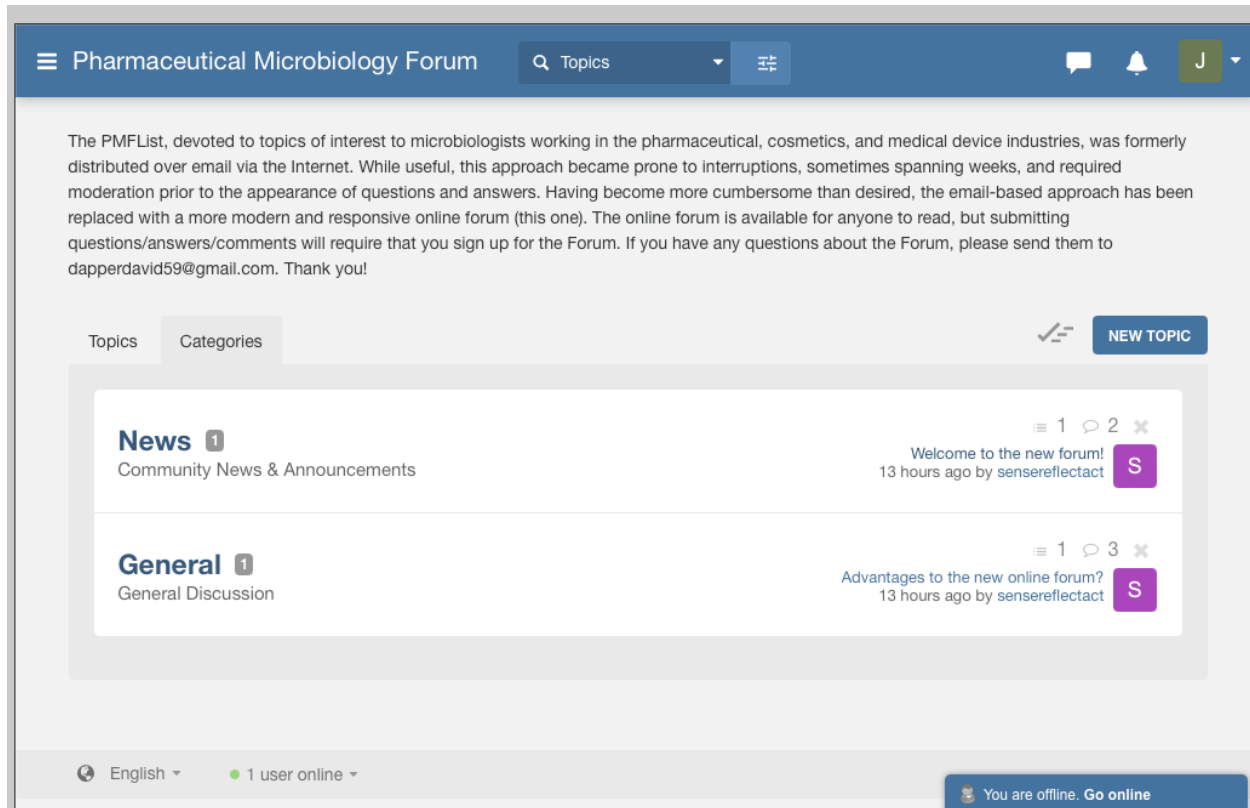 Pharmaceutical Microbiology Forum
Topics
J
The PMFList, devoted to topics of interest to microbiologists working in the pharmaceutical, cosmetics, and medical device industries, was formerly
distributed over email via the Internet. While useful, this approach became prone to interruptions, sometimes spanning weeks, and required
moderation prior to the appearance of questions and answers. Having become more cumbersome than desired, the email-based approach has been
replaced with a more modern and responsive online forum (this one). The online forum is available for anyone to read, but submitting
questions/answers/comments will require that you sign up for the Forum. If you have any questions about the Forum, please send them to
dapperdavid59@gmail.com. Thank you!
Topics
Categories
NEW TOPIC
News 1
Community News & Announcements
1 2
Welcome to the new forum!
13 hours ago by sensereflectact
S
General 1
General Discussion
1 3
Advantages to the new online forum?
13 hours ago by sensereflectact
S
English
1 user online
You are offline. Go online